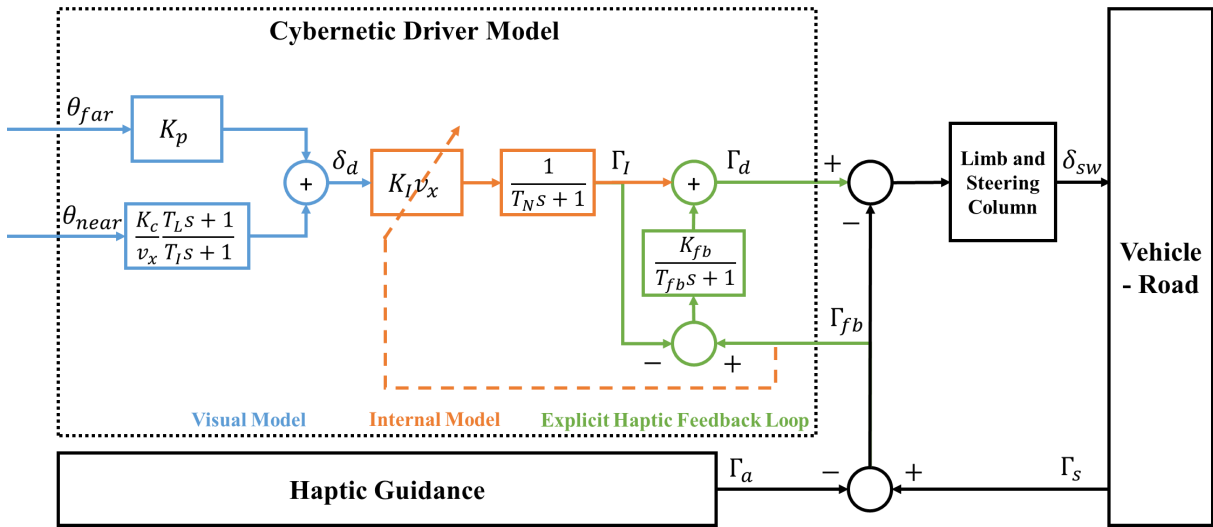 Cybernetic Driver Model
θ_far
K_p
θ_near
K_c/v_x T_L s + 1/T_I s + 1
+
δ_d
K_I v_x
1/T_N s + 1
Γ_I
+
Γ_d
K_fb/T_fb s + 1
−
+
Γ_fb
+
−
Limb and
Steering
Column
δ_sw
Vehicle
- Road
Visual Model
Internal Model
Explicit Haptic Feedback Loop
Haptic Guidance
Γ_a
−
+
Γ_s